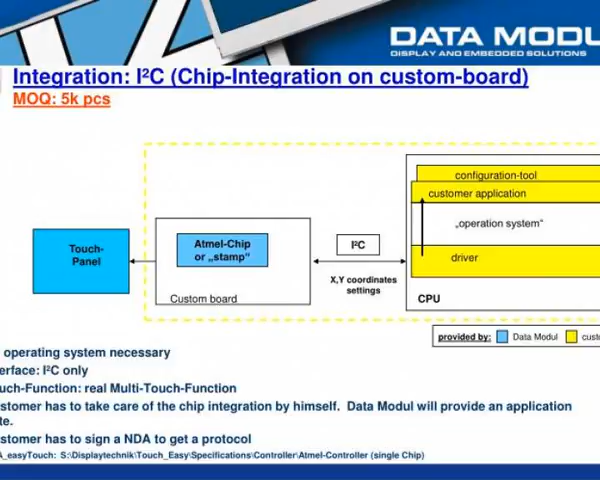 DATA MODU
DISPLAY AND EMBEDDED SOLUTIONS
Integration: I²C (Chip-Integration on custom-board)
MOQ: 5k pcs
configuration-tool
customer application
„operation system“
driver
CPU
Touch-
Panel
Atmel-Chip
or „stamp“
Custom board
I²C
X,Y coordinates
settings
provided by: Data Modul custo
operating system necessary
erface: I²C only
uch-Function: real Multi-Touch-Function
stomer has to take care of the chip integration by himself. Data Modul will provide an application
te.
stomer has to sign a NDA to get a protocol
A_easyTouch: S:\Displaytechnik\Touch_Easy\Specifications\Controller\Atmel-Controller (single Chip)